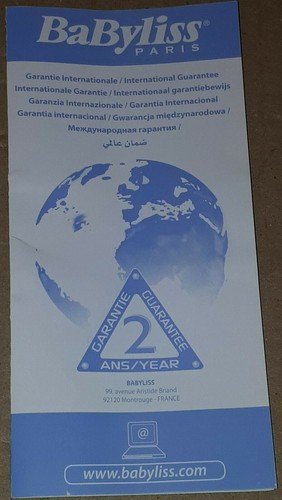 BaByliss®
PARIS
Garantie Internationale / International Guarantee
Internationale Garantie / Internationaal garantiebewijs
Garanzia Internazionale / Garantia Internacional
Garantia internacional / Gwarancja międzynarodowa /
Международная гарантия /
ضمان عالمي
GARANTIE
GUARANTEE
2
ANS/YEAR
BABYLISS
99, avenue Aristide Briand
92120 Montrouge - FRANCE
@
www.babyliss.com